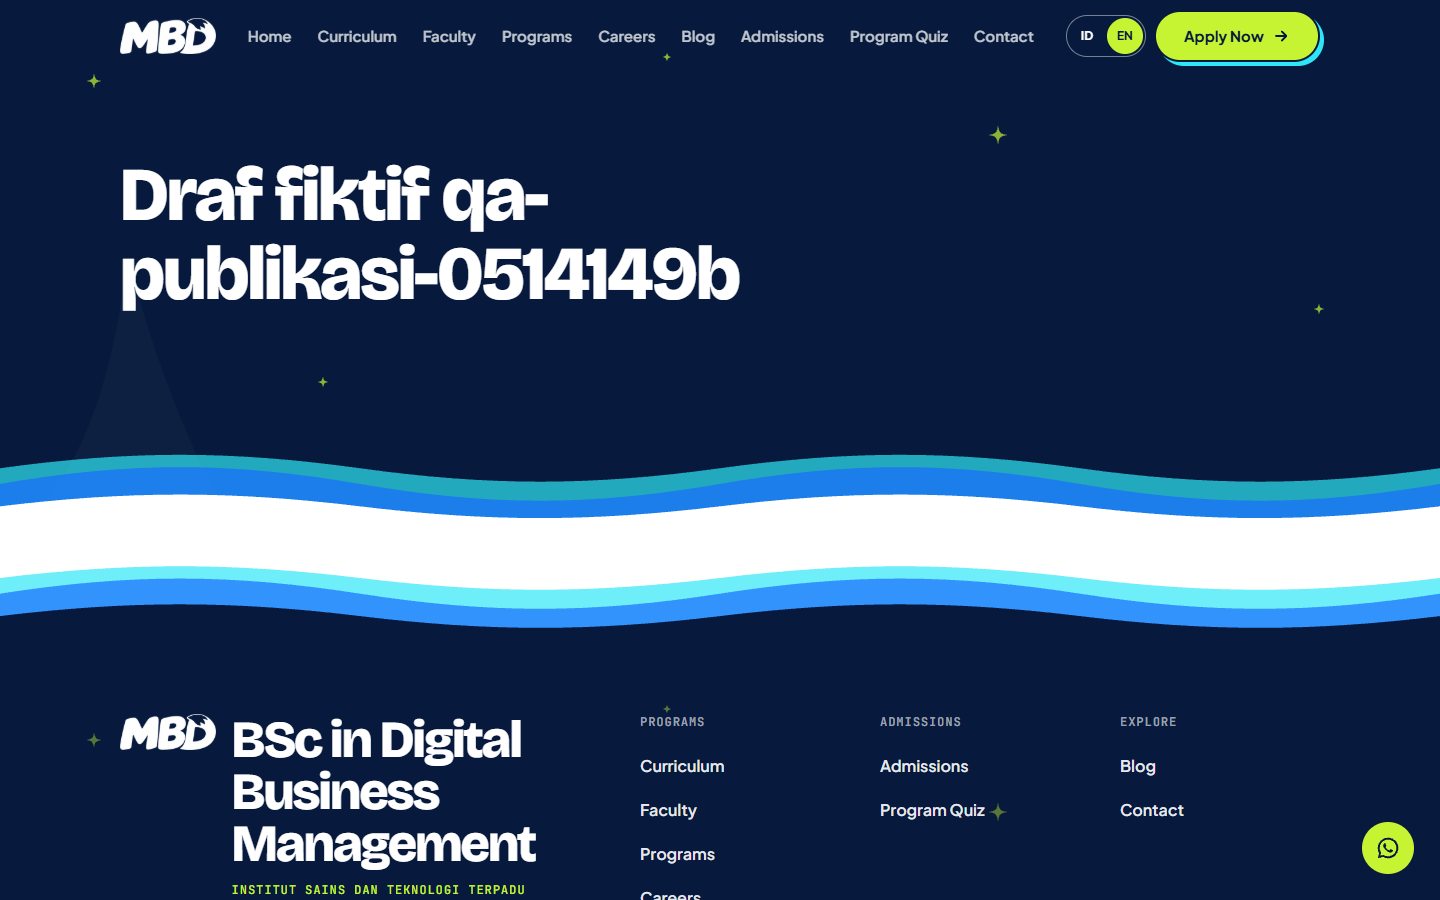 MBD
Home Curriculum Faculty Programs Careers Blog Admissions Program Quiz Contact ID EN Apply Now
Draf fiktif qa-
publikasi-0514149b
MBD
BSc in Digital
Business
Management
INSTITUT SAINS DAN TEKNOLOGI TERPADU
PROGRAMS
Curriculum
Faculty
Programs
Careers
ADMISSIONS
Admissions
Program Quiz
EXPLORE
Blog
Contact